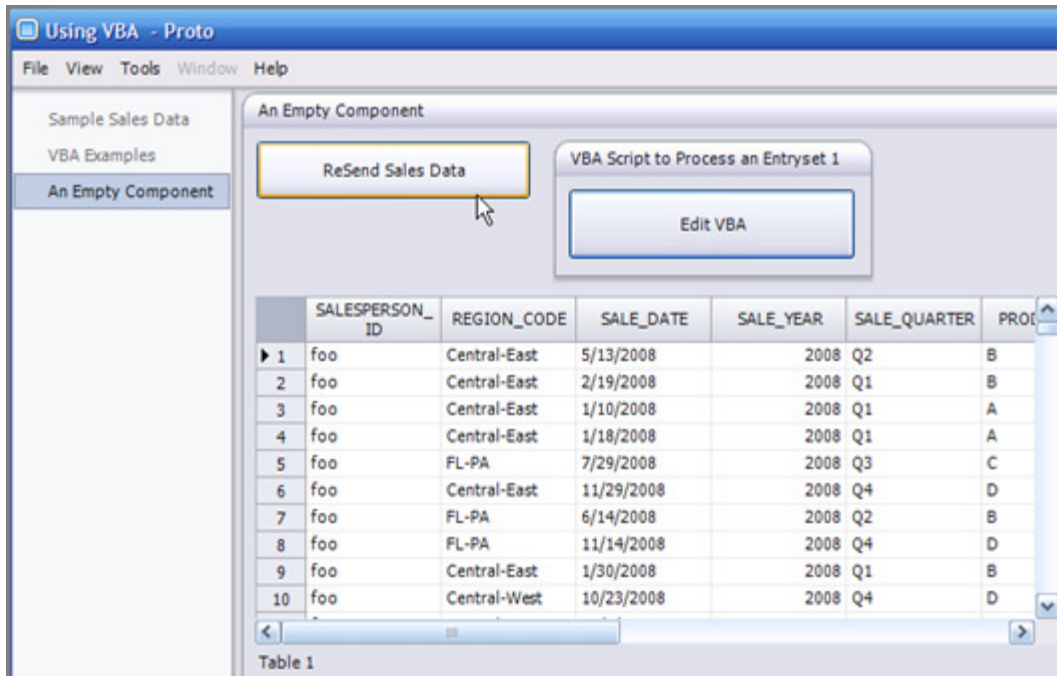 Using VBA - Proto
File View Tools Window Help
Sample Sales Data
VBA Examples
An Empty Component
An Empty Component
ReSend Sales Data
VBA Script to Process an Entryset 1
Edit VBA
SALESPERSON_ID REGION_CODE SALE_DATE SALE_YEAR SALE_QUARTER
1 foo Central-East 5/13/2008 2008 Q2 B
2 foo Central-East 2/19/2008 2008 Q1 B
3 foo Central-East 1/10/2008 2008 Q1 A
4 foo Central-East 1/18/2008 2008 Q1 A
5 foo FL-PA 7/29/2008 2008 Q3 C
6 foo Central-East 11/29/2008 2008 Q4 D
7 foo FL-PA 6/14/2008 2008 Q2 B
8 foo FL-PA 11/14/2008 2008 Q4 D
9 foo Central-East 1/30/2008 2008 Q1 B
10 foo Central-West 10/23/2008 2008 Q4 D
Table 1